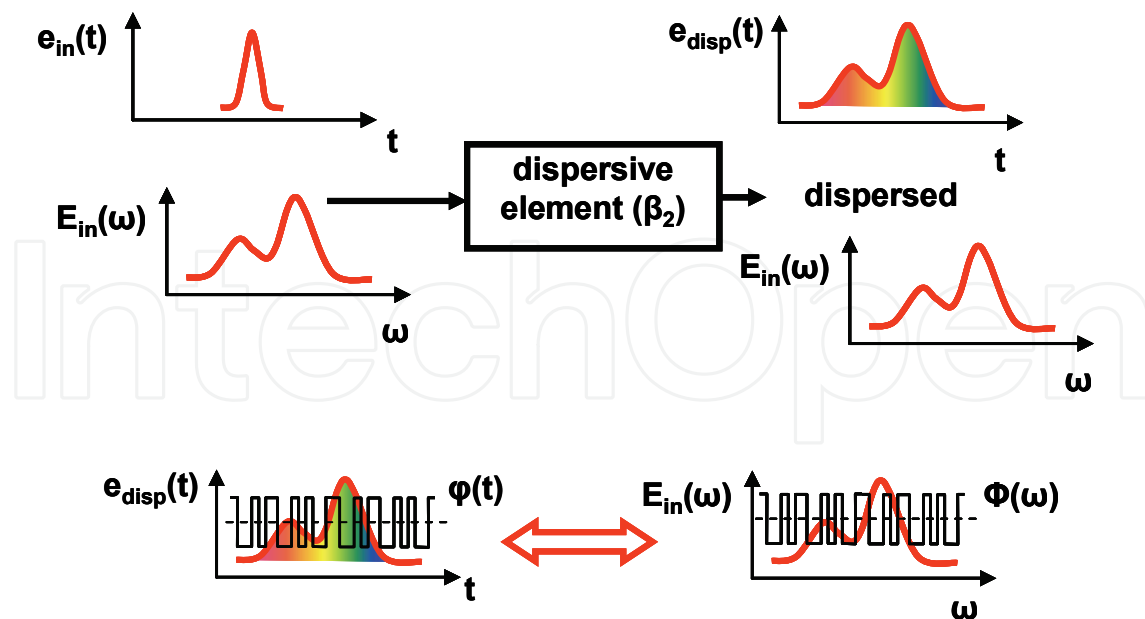 e_in(t)
t
e_disp(t)
t
E_in(ω)
ω
dispersive
element (β₂)
dispersed
E_in(ω)
ω
IntechOpen
e_disp(t)
φ(t)
t
E_in(ω)
Φ(ω)
ω